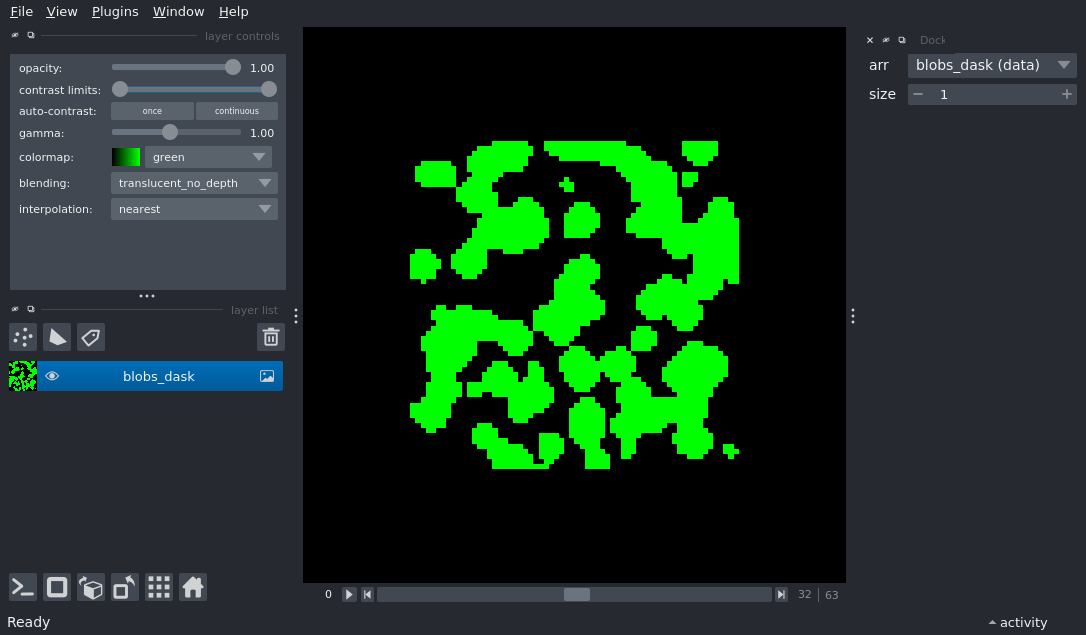 File View Plugins Window Help
layer controls
opacity: 1.00
contrast limits:
auto-contrast: once continuous
gamma: 1.00
colormap: green
blending: translucent_no_depth
interpolation: nearest
layer list
blobs_dask
0 32 63
Dock
arr blobs_dask (data)
size 1
Ready
activity